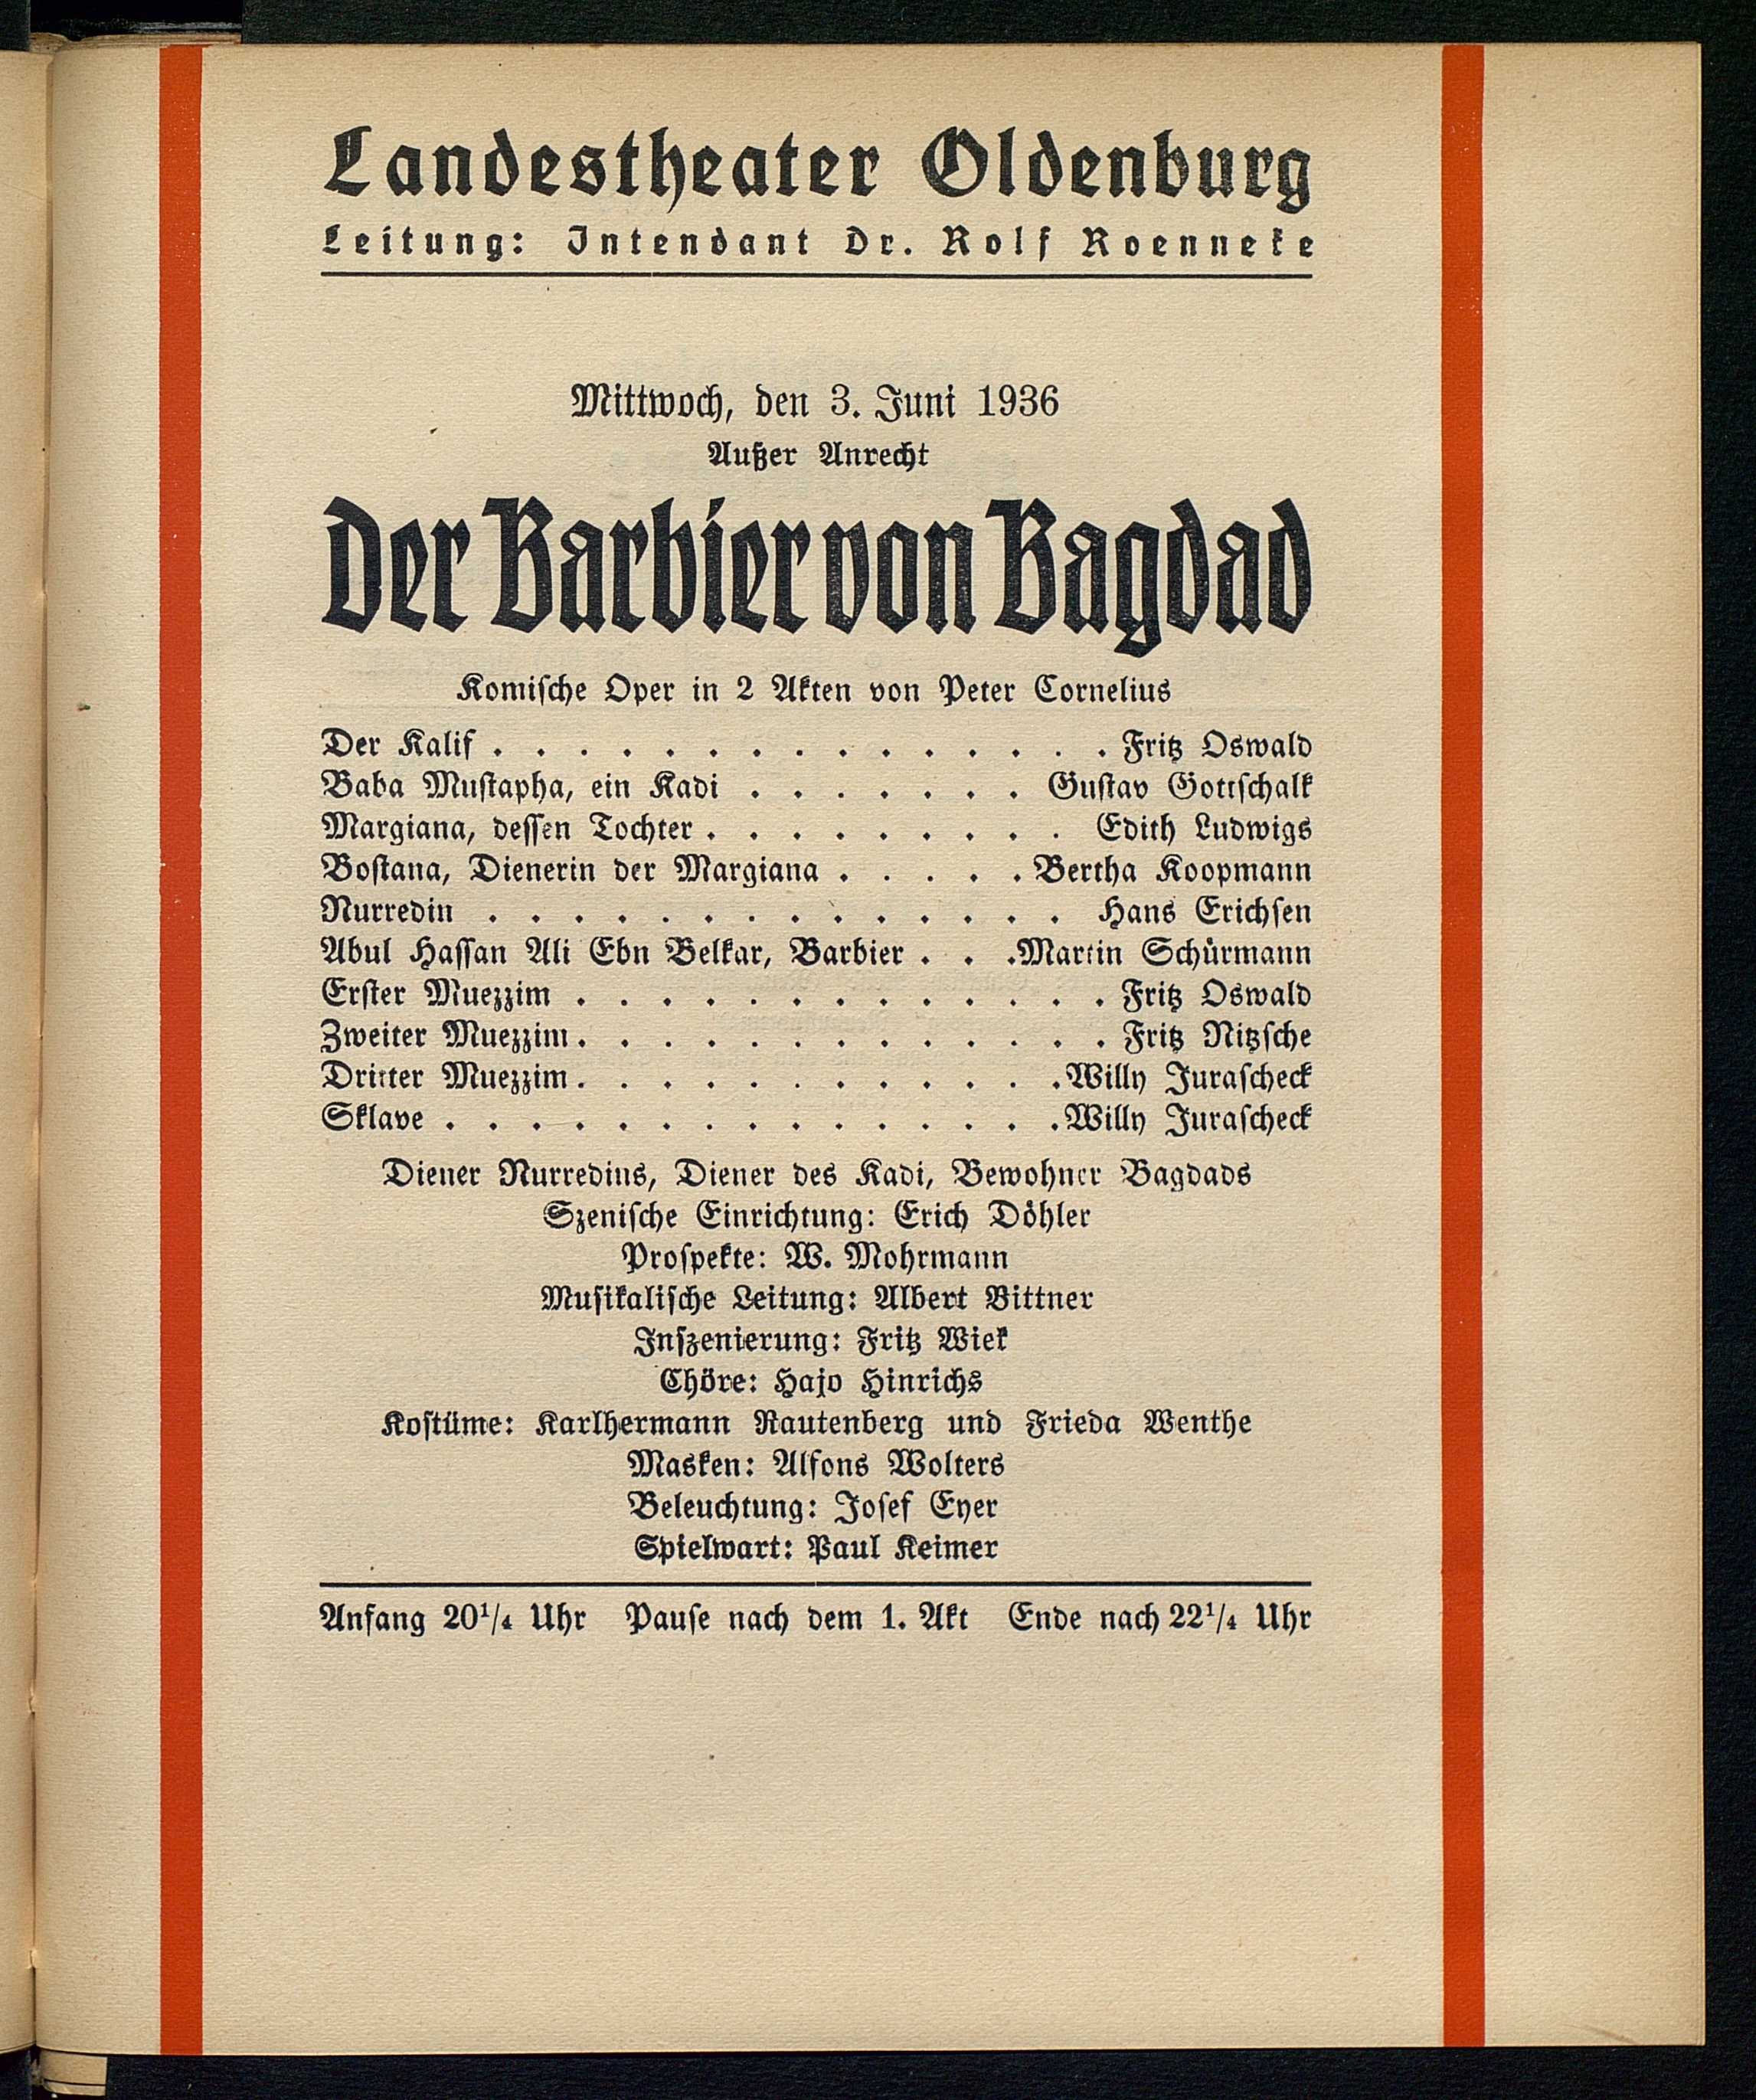 Landestheater Oldenburg
Leitung: Intendant Dr. Rolf Roenneke
Mittwoch, den 3. Juni 1936
Außer Anrecht
Der Barbier von Bagdad
Komische Oper in 2 Akten von Peter Cornelius
Der Kalif . . . . . . . . . . . . . . . Fritz Oswald
Baba Mustapha, ein Kadi . . . . . . . Gustav Gottschalk
Margiana, dessen Tochter . . . . . . . . . Edith Ludwigs
Bostana, Dienerin der Margiana . . . . . Bertha Koopmann
Nurredin . . . . . . . . . . . . . . Hans Erichsen
Abul Hassan Ali Ebn Bekar, Barbier . . . Martin Schürmann
Erster Muezzim . . . . . . . . . . . . . Fritz Oswald
Zweiter Muezzim . . . . . . . . . . . . . Fritz Nitzsche
Dritter Muezzim . . . . . . . . . . . . Willy Jurascheck
Sklave . . . . . . . . . . . . . . . Willy Jurascheck
Diener Nurredins, Diener des Kadi, Bewohner Bagdads
Szenische Einrichtung: Erich Döhler
Prospekte: W. Mohrmann
Musikalische Leitung: Albert Bittner
Inszenierung: Fritz Wiek
Chöre: Hajo Hinrichs
Kostüme: Karlhermann Rautenberg und Frieda Wenthe
Masken: Alfons Wolters
Beleuchtung: Josef Eyer
Spielwart: Paul Keimer
Anfang 20¹/₄ Uhr Pause nach dem 1. Akt Ende nach 22¹/₄ Uhr